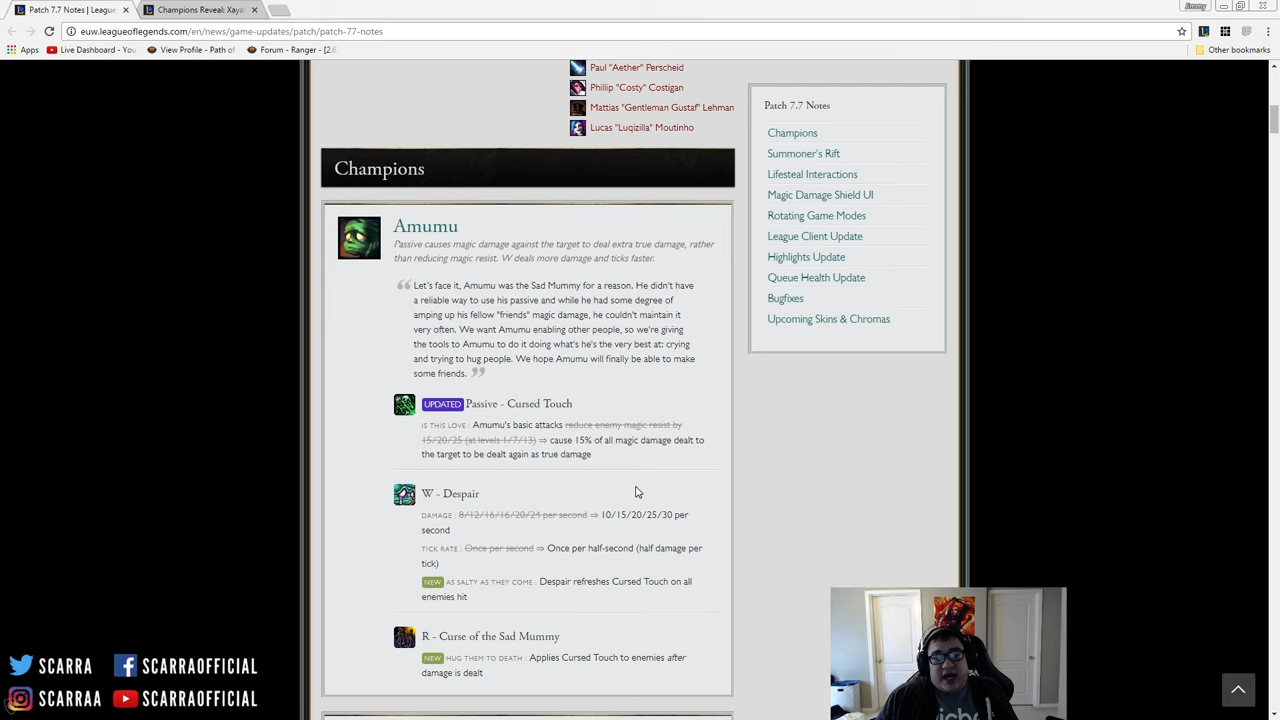 Patch 7.7 Notes | League
Champions Reveal: Xaya
Jimmy
euw.leagueoflegends.com/en/news/game-updates/patch/patch-77-notes
Apps
Live Dashboard - You
View Profile - Path of
Forum - Ranger - [2.6
Other bookmarks
Paul "Aether" Perscheid
Phillip "Costy" Costigan
Mattias "Gentleman Gustaf" Lehman
Lucas "Luqizilla" Moutinho
Champions
Amumu
Passive causes magic damage against the target to deal extra true damage, rather
than reducing magic resist. W deals more damage and ticks faster.
Let's face it, Amumu was the Sad Mummy for a reason. He didn't have
a reliable way to use his passive and while he had some degree of
amping up his fellow "friends" magic damage, he couldn't maintain it
very often. We want Amumu enabling other people, so we're giving
the tools to Amumu to do it doing what's he's the very best at: crying
and trying to hug people. We hope Amumu will finally be able to make
some friends.
UPDATED Passive - Cursed Touch
IS THIS LOVE : Amumu's basic attacks reduce enemy magic resist by
15/20/25 (at levels 1/7/13) ⇒ cause 15% of all magic damage dealt to
the target to be dealt again as true damage
W - Despair
DAMAGE : 8/12/16/16/20/24 per second ⇒ 10/15/20/25/30 per
second
TICK RATE : Once per second ⇒ Once per half-second (half damage per
tick)
NEW AS SALTY AS THEY COME : Despair refreshes Cursed Touch on all
enemies hit
R - Curse of the Sad Mummy
NEW HUG THEM TO DEATH : Applies Cursed Touch to enemies after
damage is dealt
Patch 7.7 Notes
Champions
Summoner's Rift
Lifesteal Interactions
Magic Damage Shield UI
Rotating Game Modes
League Client Update
Highlights Update
Queue Health Update
Bugfixes
Upcoming Skins & Chromas
SCARRA
SCARRAOFFICIAL
SCARRAA
SCARRAOFFICIAL